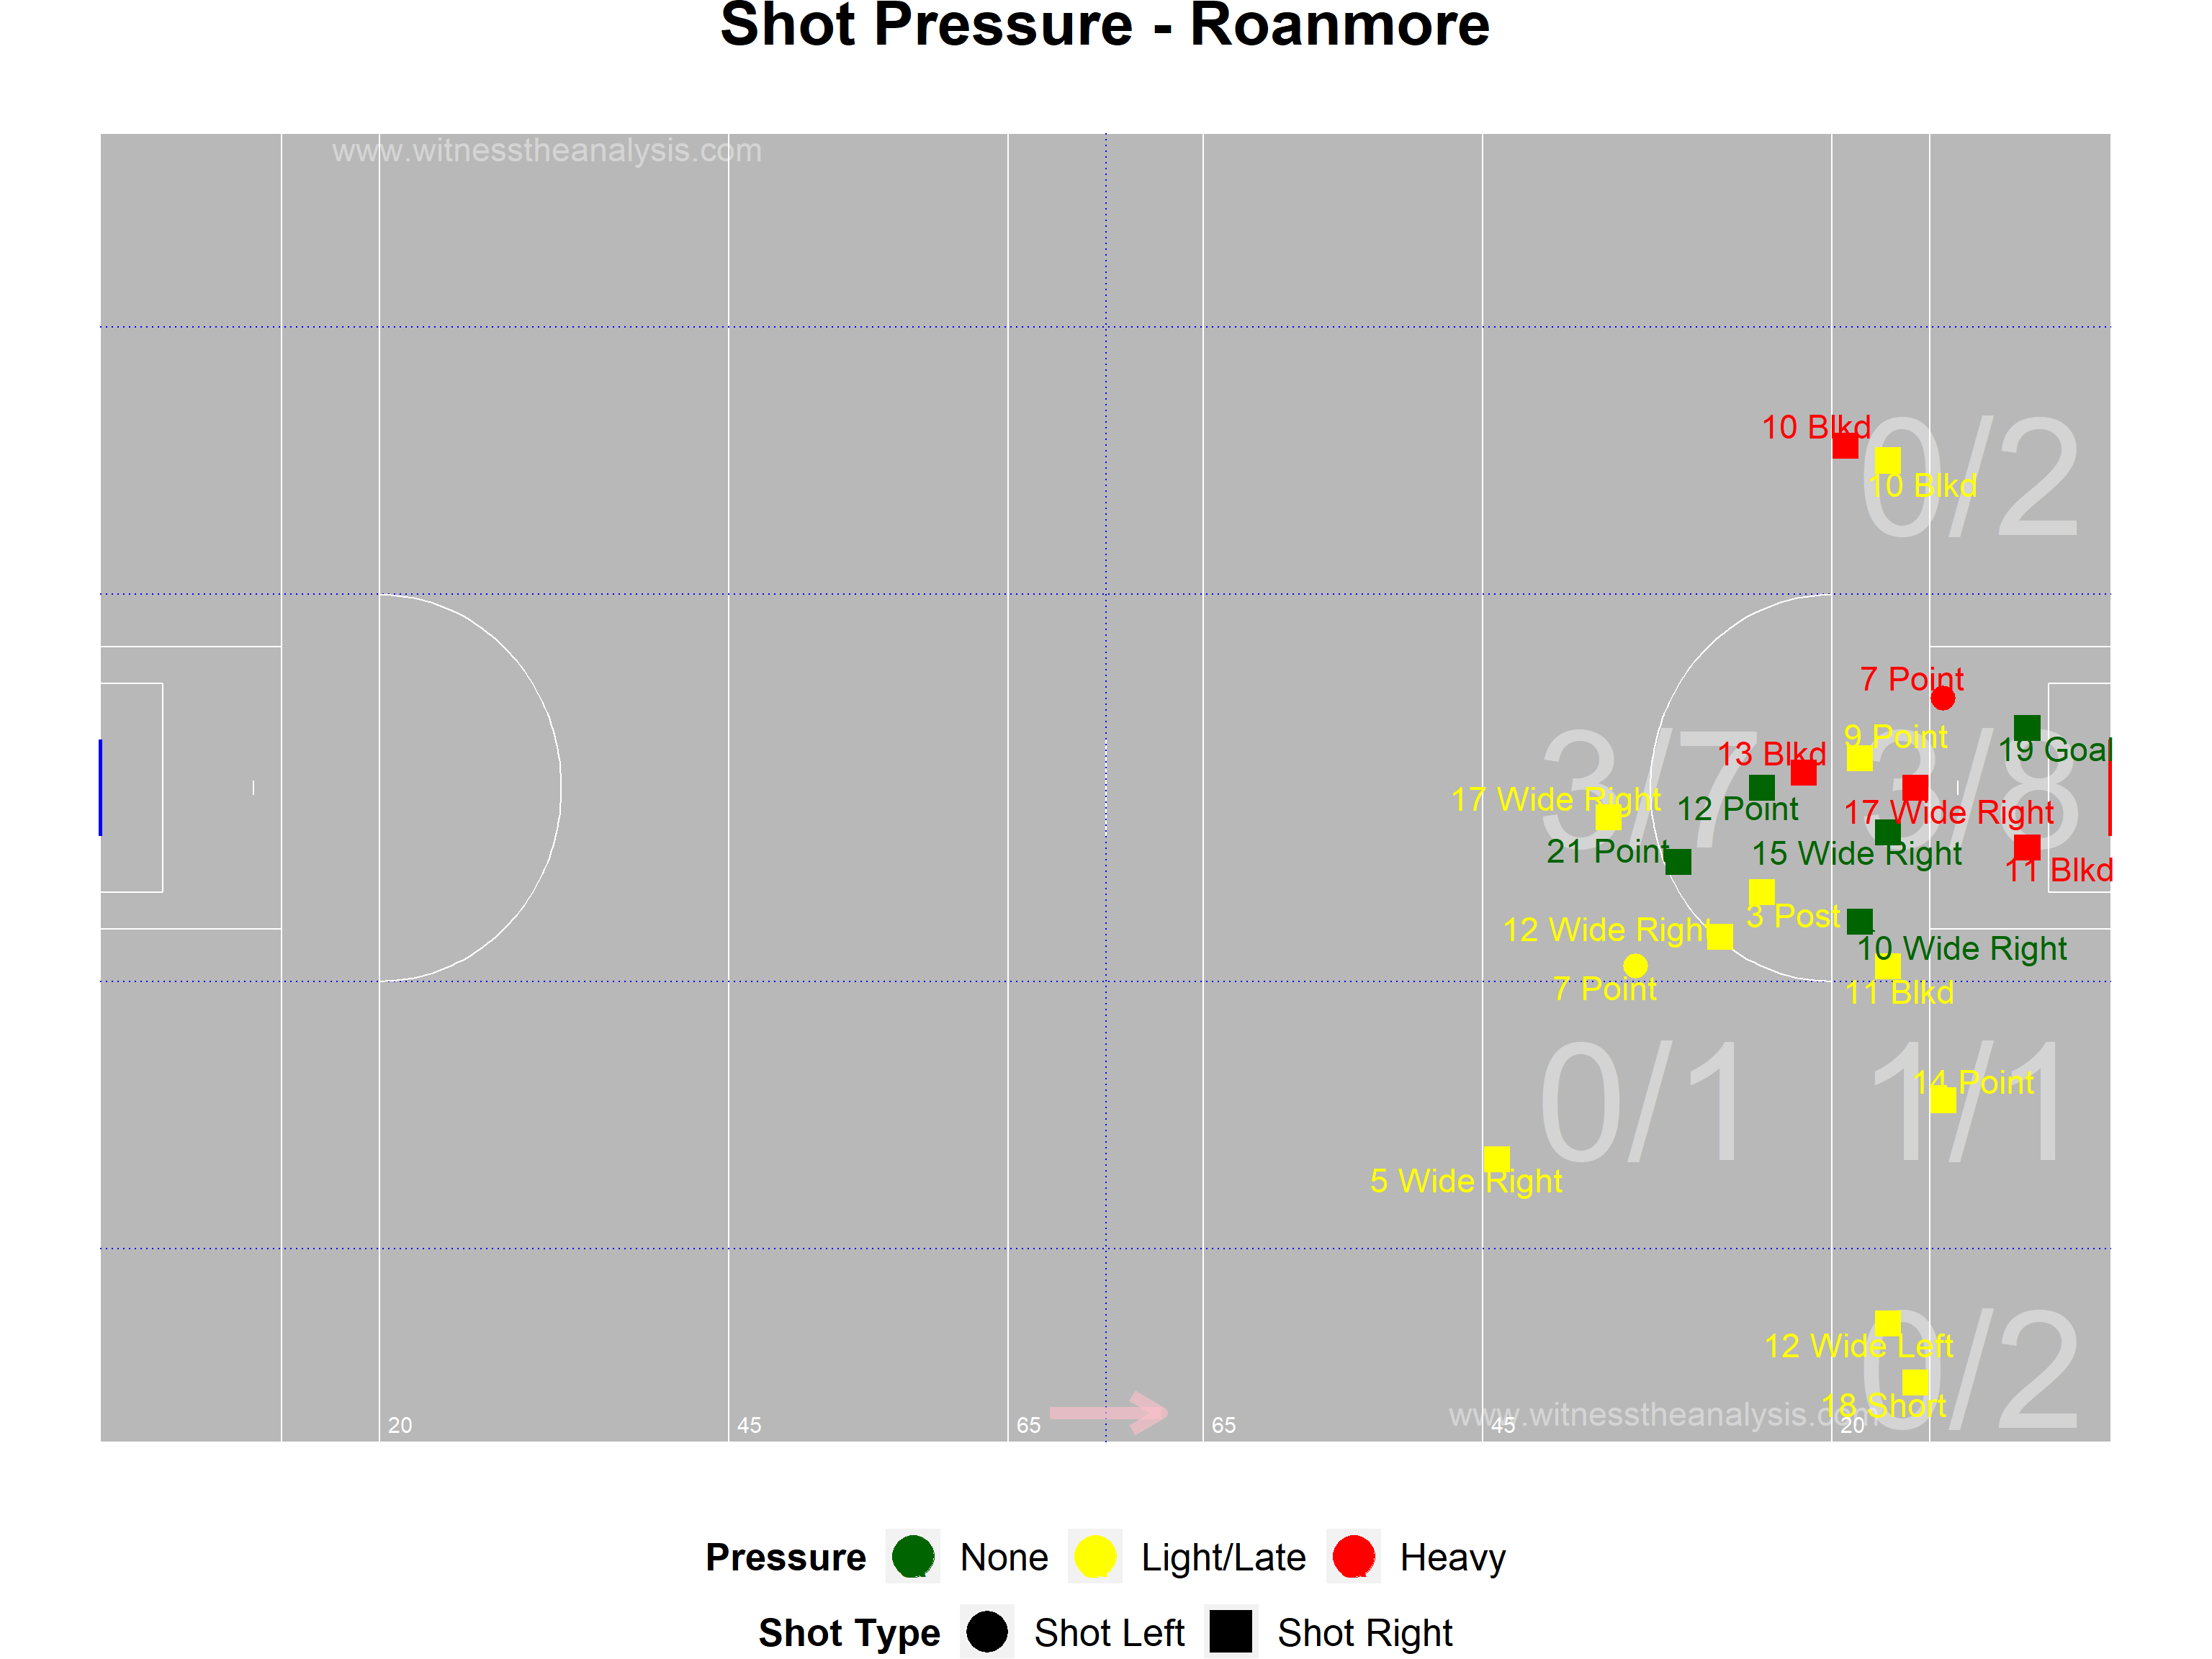 Shot Pressure - Roanmore
www.witnesstheanalysis.com
10 Blkd
0/2
10 Blkd
7 Point
3/7
9 Point
3/8
19 Goal
13 Blkd
17 Wide Right
12 Point
17 Wide Right
21 Point
15 Wide Right
11 Blkd
3 Post
12 Wide Right
10 Wide Right
7 Point
11 Blkd
0/1
1/1
14 Point
5 Wide Right
0/2
12 Wide Left
18 Short
www.witnesstheanalysis.com
20 45 65 65 45 20
Pressure None Light/Late Heavy
Shot Type Shot Left Shot Right